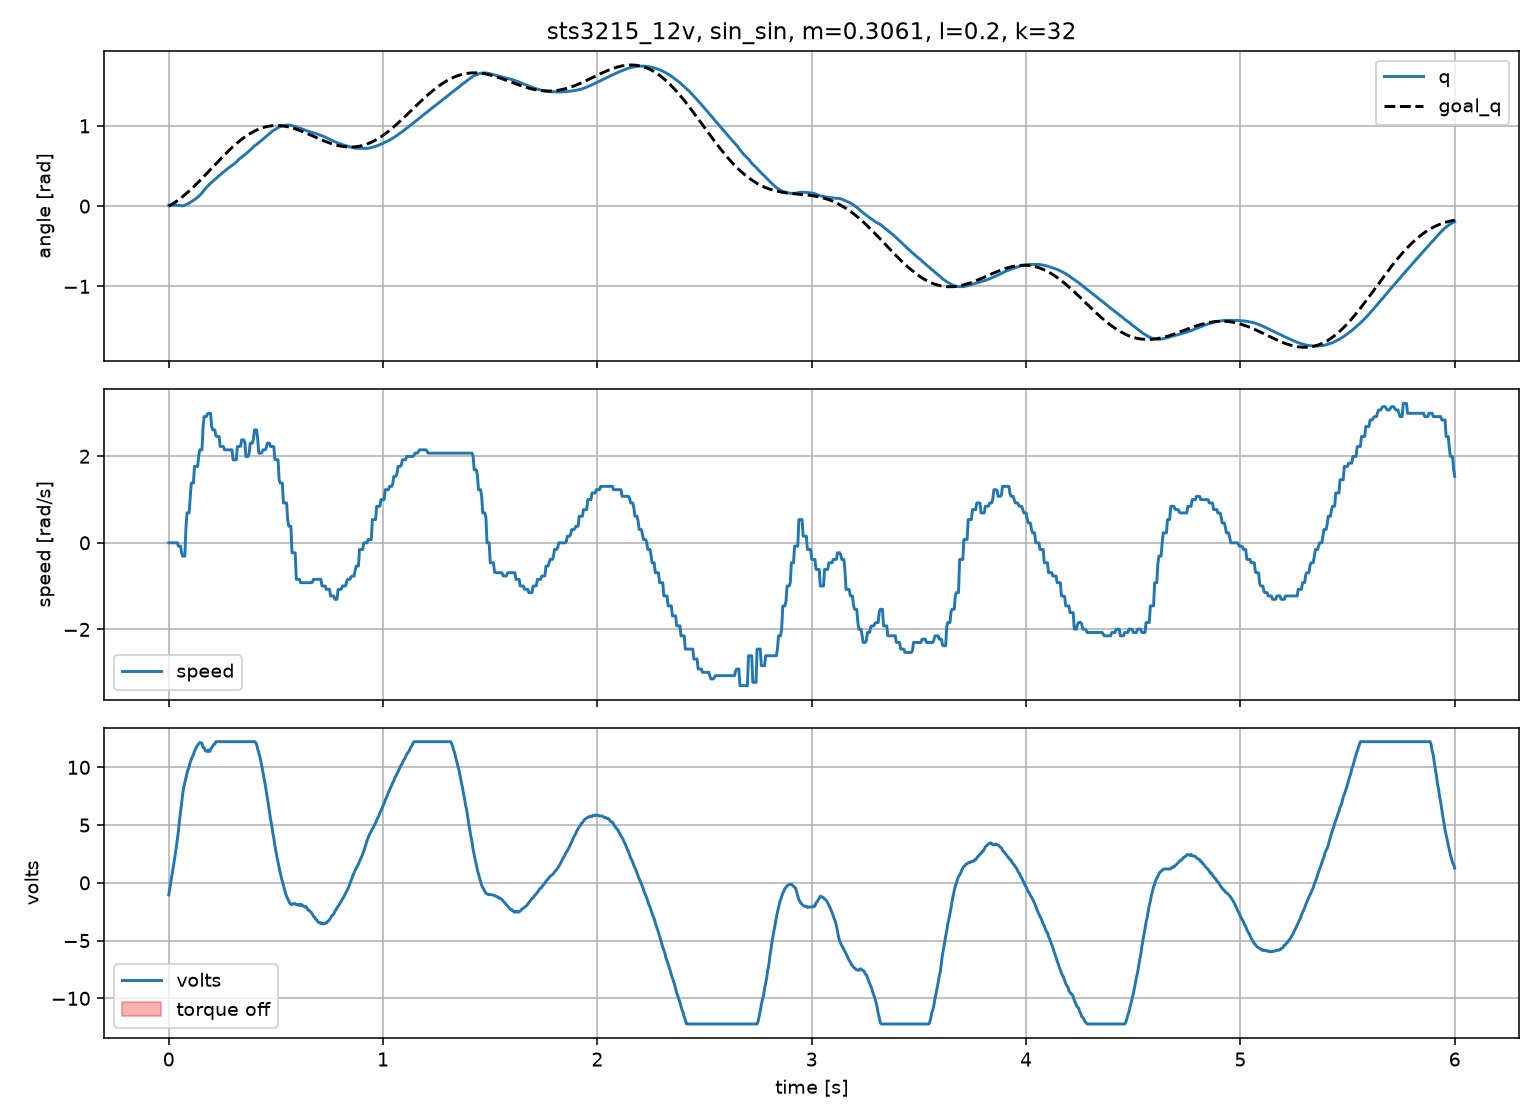 sts3215_12v, sin_sin, m=0.3061, l=0.2, k=32
angle [rad]
1
0
−1
q
goal_q
speed [rad/s]
2
0
−2
speed
volts
10
5
0
−5
−10
volts
torque off
0 1 2 3 4 5 6
time [s]